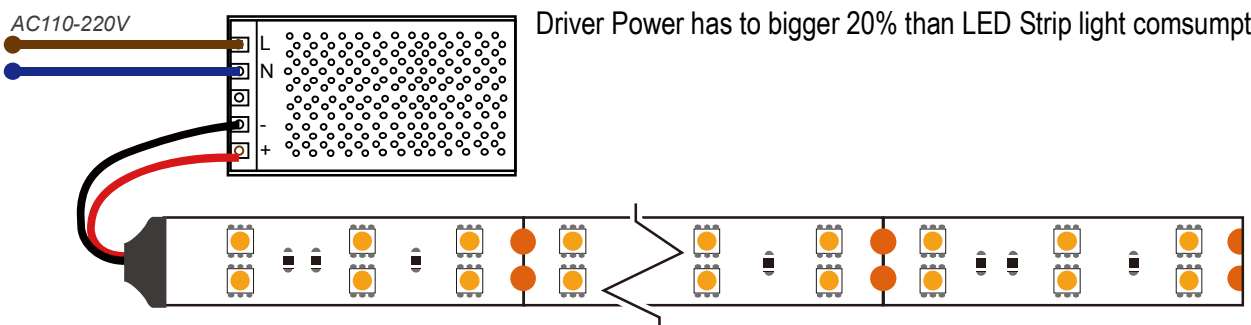 AC110-220V
Driver Power has to bigger 20% than LED Strip light comsumpt
L
N
-
+